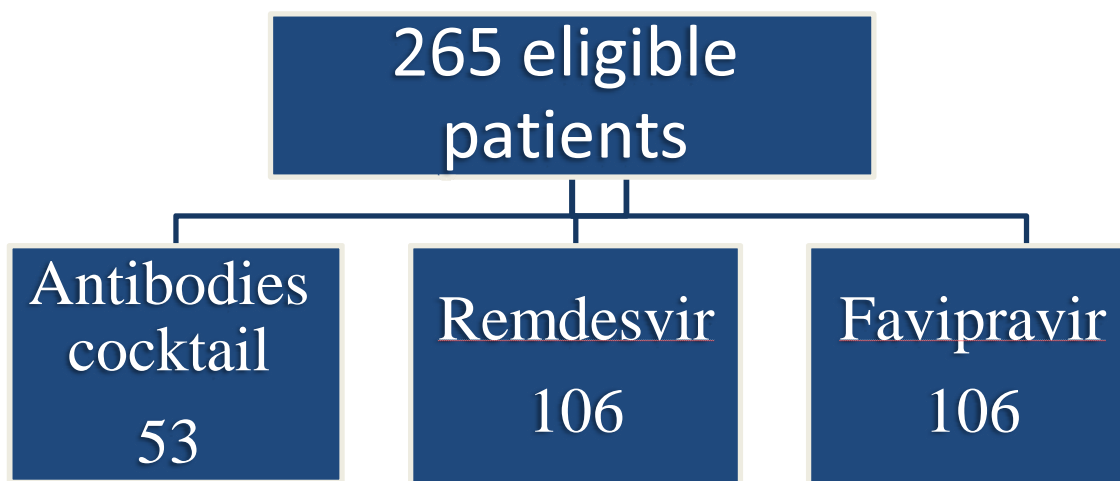 265 eligible
patients
Antibodies
cocktail
53
Remdesvir
106
Favipravir
106